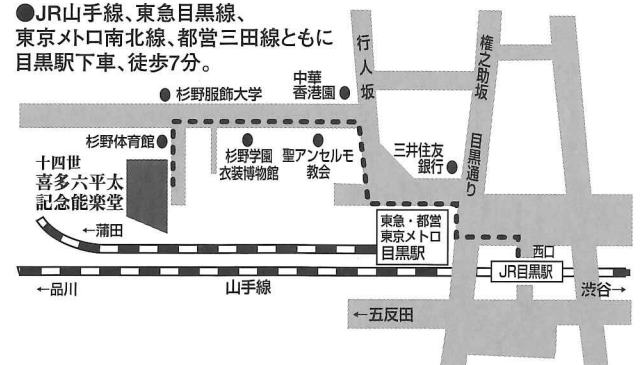 ●JR山手線、東急目黒線、
東京メトロ南北線、都営三田線ともに
目黒駅下車、徒歩7分。
行人坂
権之助坂
中華
香港園
杉野服飾大学
杉野体育館
杉野学園
衣装博物館
聖アンセルモ
教会
三井住友
銀行
目黒通り
十四世
喜多六平太
記念能楽堂
←蒲田
東急・都営
東京メトロ
目黒駅
西口
JR目黒駅
←品川
山手線
渋谷→
←五反田